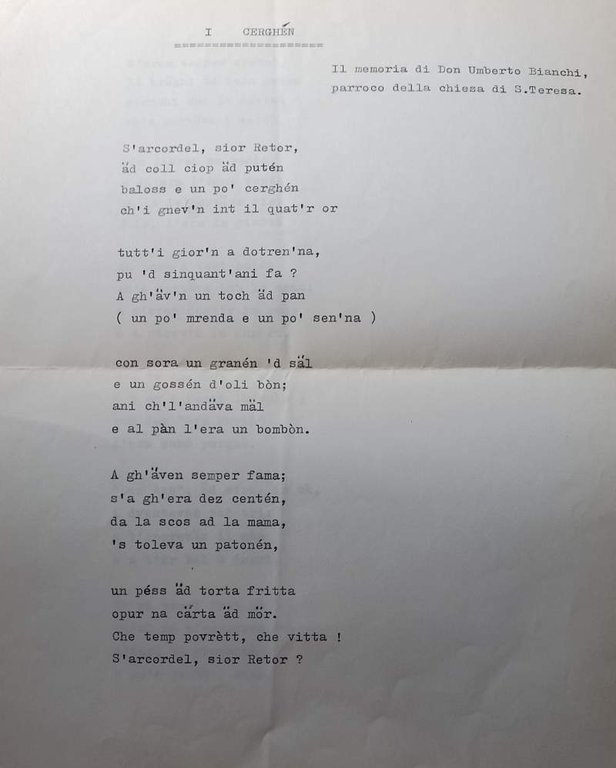 I CERGHÉN
Il memoria di Don Umberto Bianchi,
parroco della chiesa di S.Teresa.
S'arcordel, sior Retor,
äd coll ciop äd putén
baloss e un po' cerghén
ch'i gnev'n int il quat'r or
tutt'i gior'n a dotren'na,
pu 'd sinquant'ani fa ?
A gh'äv'n un toch äd pan
( un po' mrenda e un po' sen'na )
con sora un granén 'd säl
e un gossén d'oli bòn;
ani ch'l'andäva mäl
e al pàn l'era un bombòn.
A gh'även semper fama;
s'a gh'era dez centén,
da la scos ad la mama,
's toleva un patonén,
un péss äd torta fritta
opur na cärta äd mör.
Che temp povrètt, che vitta !
S'arcordel, sior Retor ?